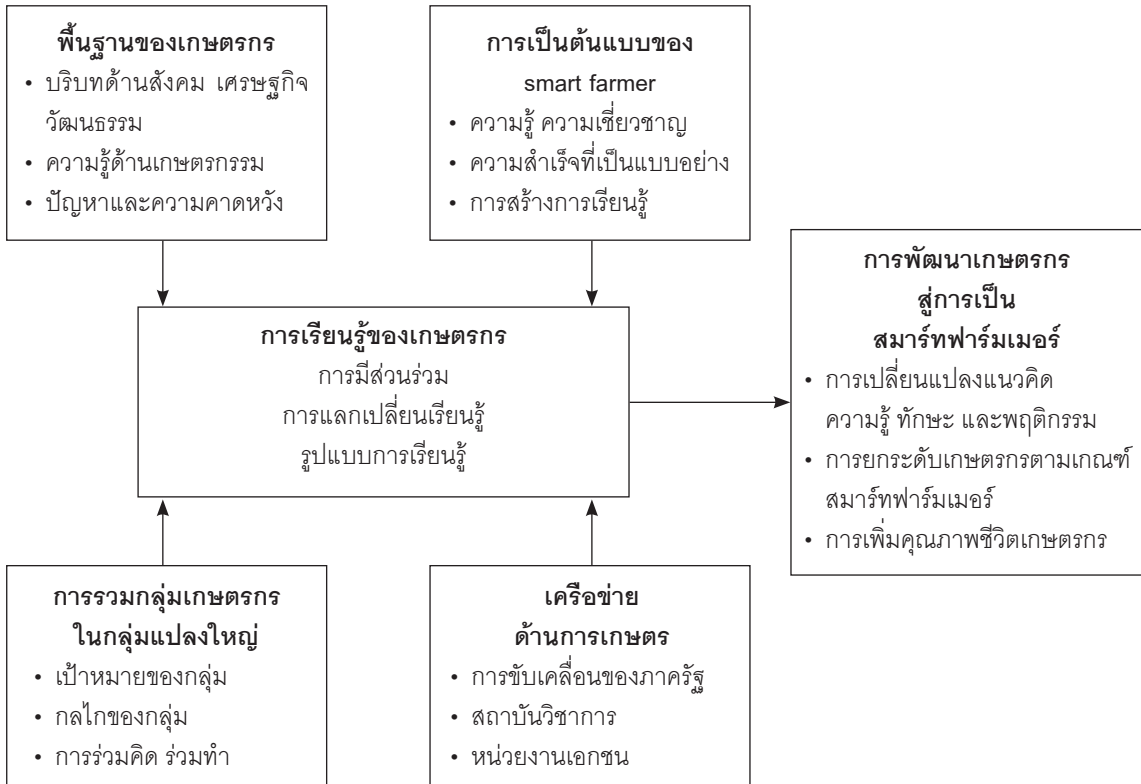 พื้นฐานของเกษตรกร
• บริบทด้านสังคม เศรษฐกิจ
วัฒนธรรม
• ความรู้ด้านเกษตรกรรม
• ปัญหาและความคาดหวัง
การเป็นต้นแบบของ
smart farmer
• ความรู้ ความเชี่ยวชาญ
• ความสำเร็จที่เป็นแบบอย่าง
• การสร้างการเรียนรู้
การเรียนรู้ของเกษตรกร
การมีส่วนร่วม
การแลกเปลี่ยนเรียนรู้
รูปแบบการเรียนรู้
การพัฒนาเกษตรกร
สู่การเป็น
สมาร์ทฟาร์มเมอร์
• การเปลี่ยนแปลงแนวคิด
ความรู้ ทักษะ และพฤติกรรม
• การยกระดับเกษตรกรตามเกณฑ์
สมาร์ทฟาร์มเมอร์
• การเพิ่มคุณภาพชีวิตเกษตรกร
การรวมกลุ่มเกษตรกร
ในกลุ่มแปลงใหญ่
• เป้าหมายของกลุ่ม
• กลไกของกลุ่ม
• การร่วมคิด ร่วมทำ
เครือข่าย
ด้านการเกษตร
• การขับเคลื่อนของภาครัฐ
• สถาบันวิชาการ
• หน่วยงานเอกชน